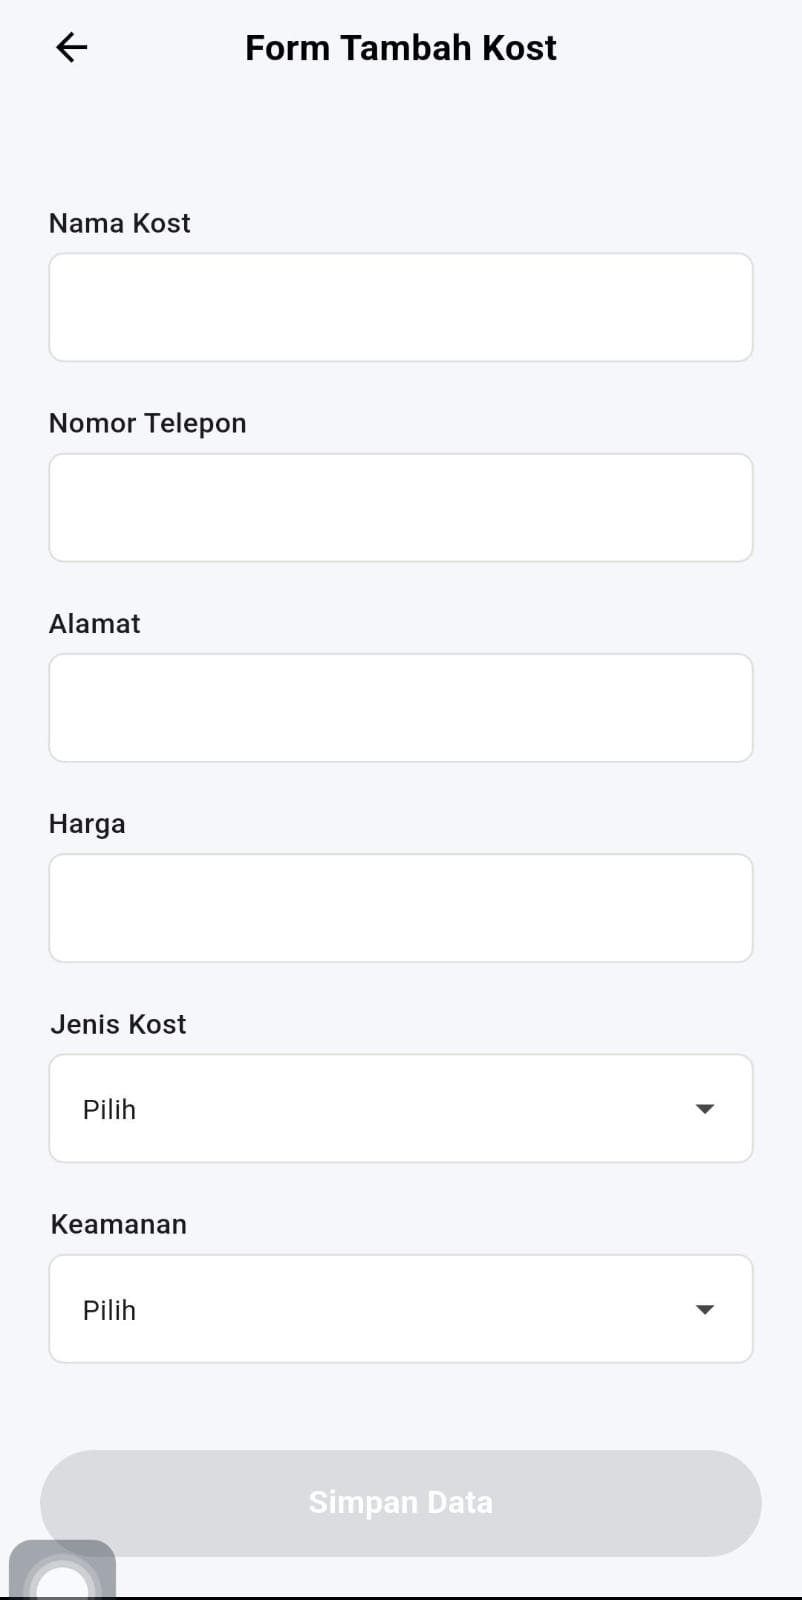 Form Tambah Kost
Nama Kost
Nomor Telepon
Alamat
Harga
Jenis Kost
Pilih
Keamanan
Pilih
Simpan Data